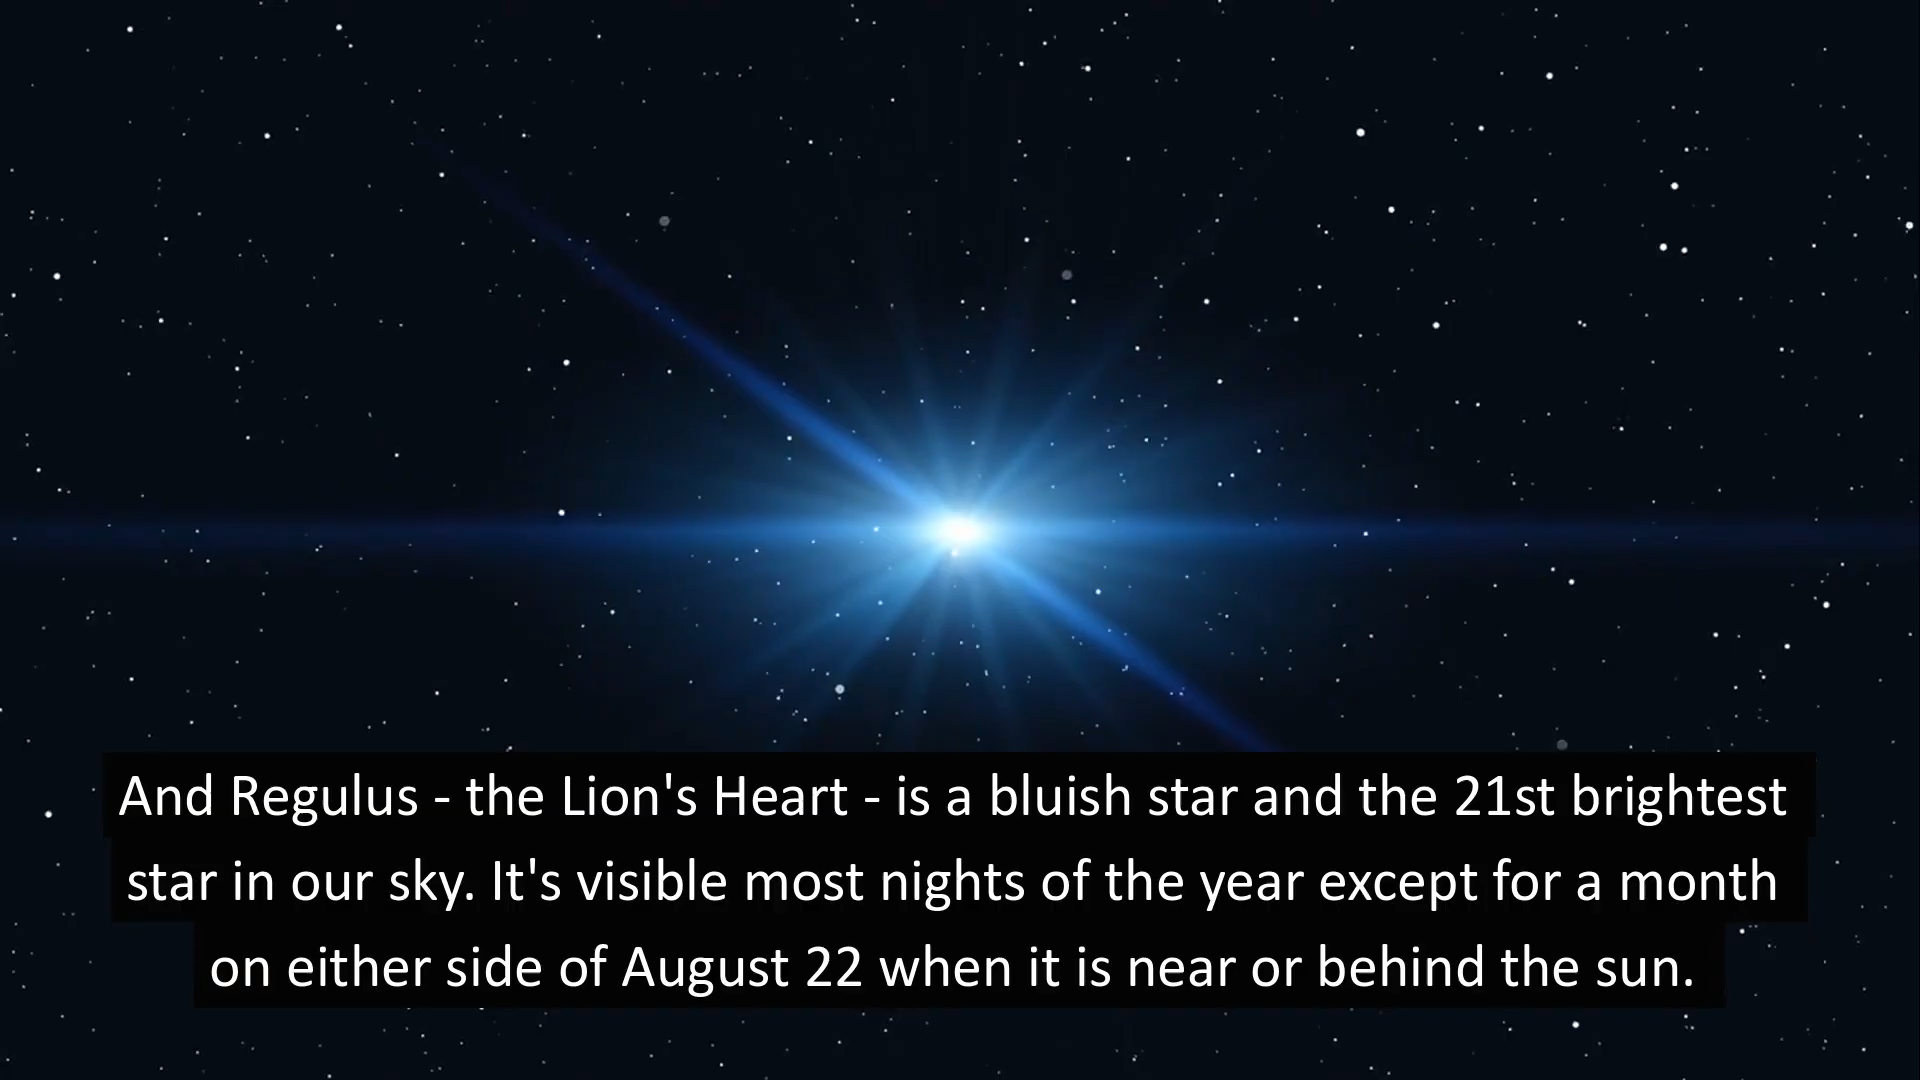 And Regulus - the Lion's Heart - is a bluish star and the 21st brightest
star in our sky. It's visible most nights of the year except for a month
on either side of August 22 when it is near or behind the sun.